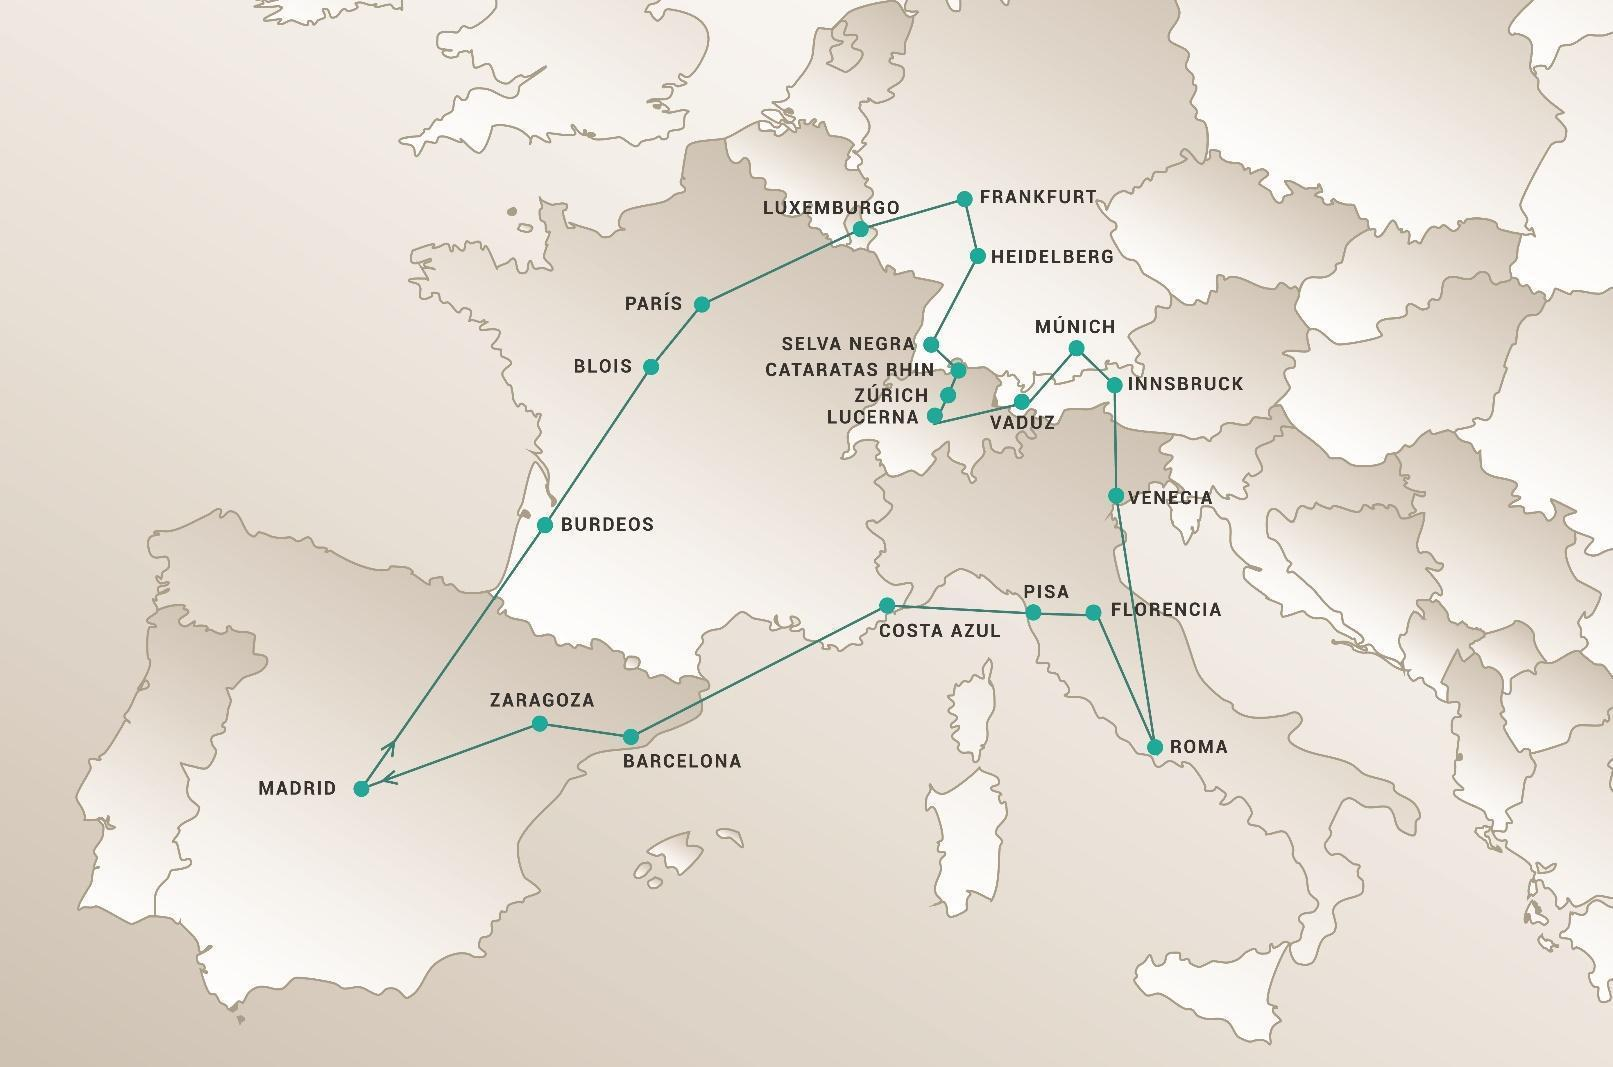 FRANKFURT
LUXEMBURGO
HEIDELBERG
PARÍS
MÚNICH
SELVA NEGRA
BLOIS
CATARATAS RHIN
INNSBRUCK
ZÚRICH
LUCERNA
VADUZ
VENECIA
BURDEOS
PISA
FLORENCIA
COSTA AZUL
ZARAGOZA
ROMA
BARCELONA
MADRID